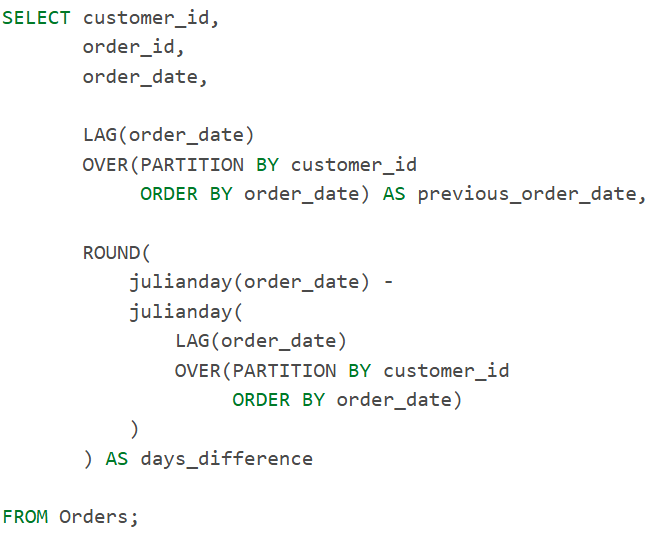 SELECT customer_id,
       order_id,
       order_date,

       LAG(order_date)
       OVER(PARTITION BY customer_id
            ORDER BY order_date) AS previous_order_date,

       ROUND(
           julianday(order_date) -
           julianday(
               LAG(order_date)
               OVER(PARTITION BY customer_id
                    ORDER BY order_date)
           )
       ) AS days_difference

FROM Orders;